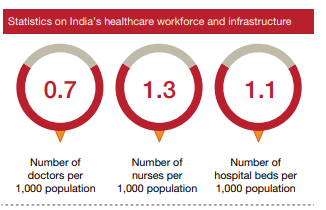 Statistics on India's healthcare workforce and infrastructure
0.7
1.3
1.1
Number of
doctors per
1,000 population
Number of
nurses per
1,000 population
Number of
hospital beds per
1,000 population